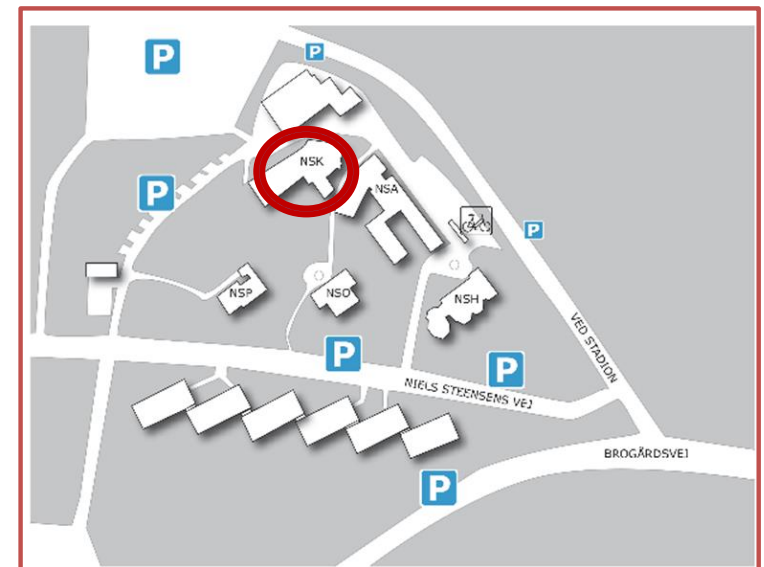 P
P
NSK
NSA
P
P
NSP
NSO
NSH
VED STADION
P
P
NIELS STEENSENS VEJ
BROGÅRDSVEJ
P